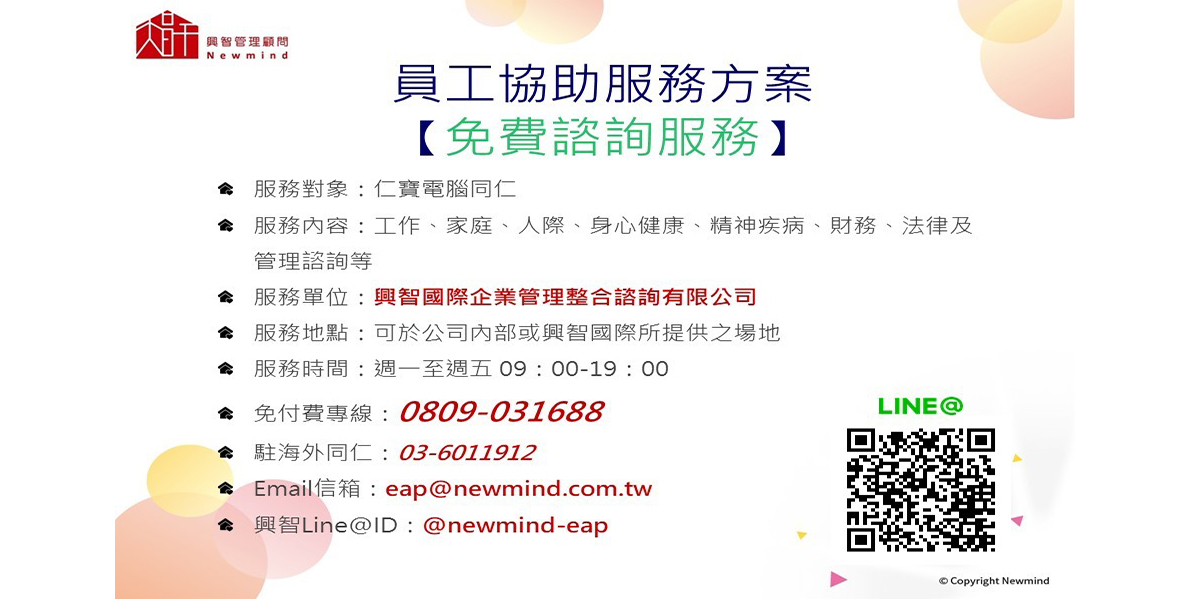 興智管理顧問
Newmind
員工協助服務方案
【免費諮詢服務】
服務對象：仁寶電腦同仁
服務內容：工作、家庭、人際、身心健康、精神疾病、財務、法律及
管理諮詢等
服務單位：興智國際企業管理整合諮詢有限公司
服務地點：可於公司內部或興智國際所提供之場地
服務時間：週一至週五 09：00-19：00
免付費專線：0809-031688
駐海外同仁：03-6011912
Email信箱：eap@newmind.com.tw
興智Line@ID：@newmind-eap
LINE@
© Copyright Newmind